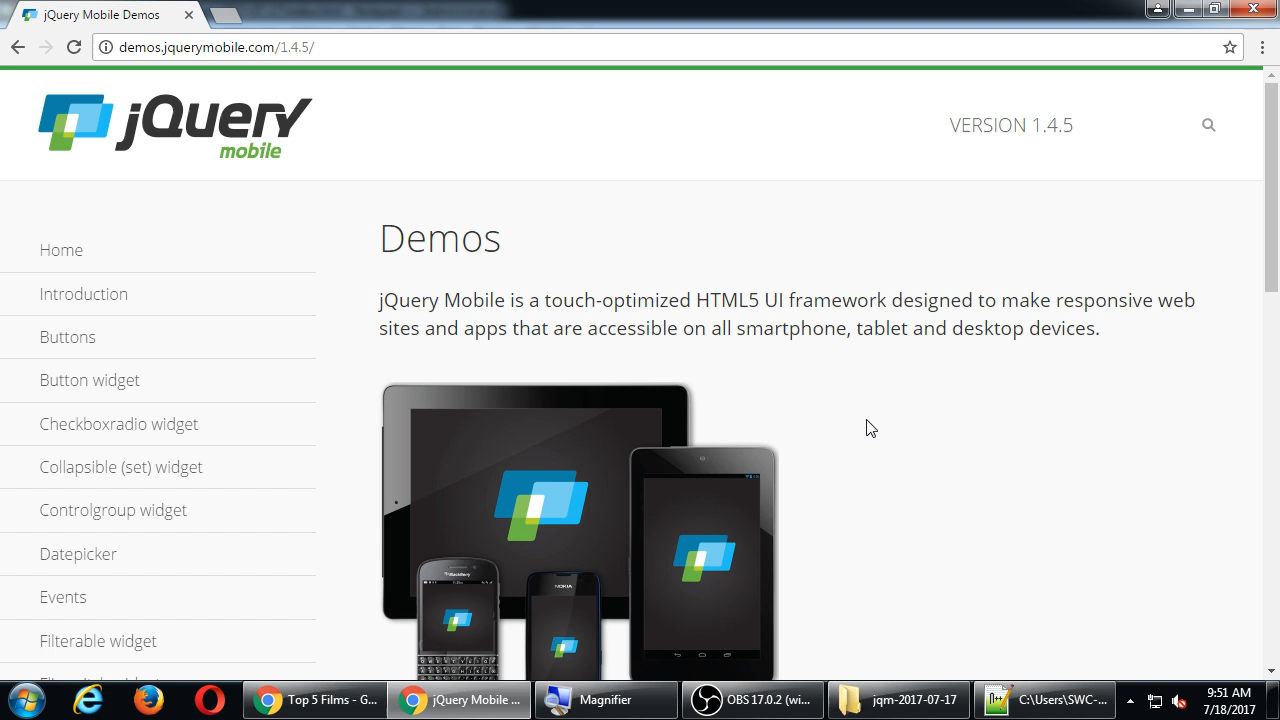 jQuery Mobile Demos
demos.jquerymobile.com/1.4.5/
jQuery
mobile
VERSION 1.4.5
Home
Introduction
Buttons
Button widget
Checkboxradio widget
Collapsible (set) widget
Controlgroup widget
Datepicker
Events
Filterable widget
Demos
jQuery Mobile is a touch-optimized HTML5 UI framework designed to make responsive web
sites and apps that are accessible on all smartphone, tablet and desktop devices.
BlackBerry
NOKIA
Top 5 Films - G...
jQuery Mobile ...
Magnifier
OBS 17.0.2 (wi...
jqm-2017-07-17
C:\Users\SWC-...
9:51 AM
7/18/2017